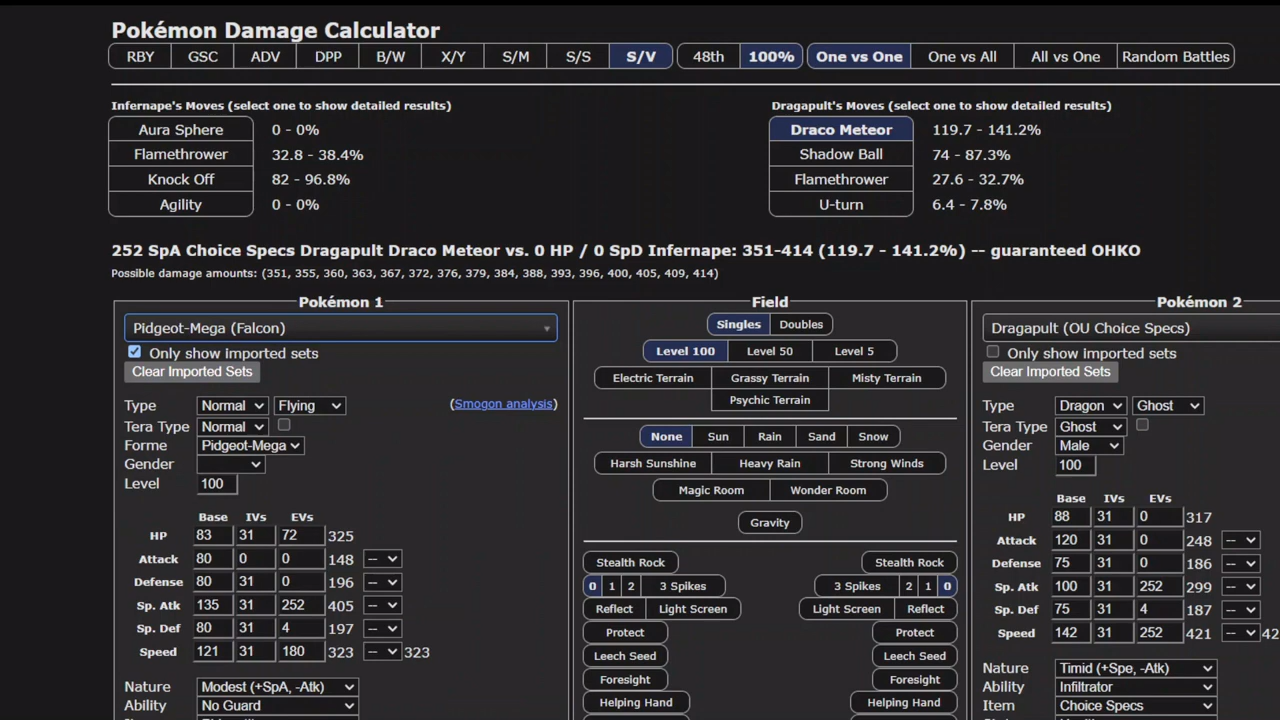 Pokémon Damage Calculator
RBY GSC ADV DPP B/W X/Y S/M S/S S/V 48th 100% One vs One One vs All All vs One Random Battles
Infernape's Moves (select one to show detailed results)
Aura Sphere 0 - 0%
Flamethrower 32.8 - 38.4%
Knock Off 82 - 96.8%
Agility 0 - 0%
Dragapult's Moves (select one to show detailed results)
Draco Meteor 119.7 - 141.2%
Shadow Ball 74 - 87.3%
Flamethrower 27.6 - 32.7%
U-turn 6.4 - 7.8%
252 SpA Choice Specs Dragapult Draco Meteor vs. 0 HP / 0 SpD Infernape: 351-414 (119.7 - 141.2%) -- guaranteed OHKO
Possible damage amounts: (351, 355, 360, 363, 367, 372, 376, 379, 384, 388, 393, 396, 400, 405, 409, 414)
Pokémon 1
Pidgeot-Mega (Falcon)
Only show imported sets
Clear Imported Sets
Type Normal Flying (Smogon analysis)
Tera Type Normal
Forme Pidgeot-Mega
Gender
Level 100
Base IVs EVs
HP 83 31 72 325
Attack 80 0 0 148 --
Defense 80 31 0 196 --
Sp. Atk 135 31 252 405 --
Sp. Def 80 31 4 197 --
Speed 121 31 180 323 -- 323
Nature Modest (+SpA, -Atk)
Ability No Guard
Field
Singles Doubles
Level 100 Level 50 Level 5
Electric Terrain Grassy Terrain Misty Terrain
Psychic Terrain
None Sun Rain Sand Snow
Harsh Sunshine Heavy Rain Strong Winds
Magic Room Wonder Room
Gravity
Stealth Rock Stealth Rock
0 1 2 3 Spikes 3 Spikes 2 1 0
Reflect Light Screen Light Screen Reflect
Protect Protect
Leech Seed Leech Seed
Foresight Foresight
Helping Hand Helping Hand
Pokémon 2
Dragapult (OU Choice Specs)
Only show imported sets
Clear Imported Sets
Type Dragon Ghost
Tera Type Ghost
Gender Male
Level 100
Base IVs EVs
HP 88 31 0 317
Attack 120 31 0 248 --
Defense 75 31 0 186 --
Sp. Atk 100 31 252 299 --
Sp. Def 75 31 4 187 --
Speed 142 31 252 421 --
Nature Timid (+Spe, -Atk)
Ability Infiltrator
Item Choice Specs